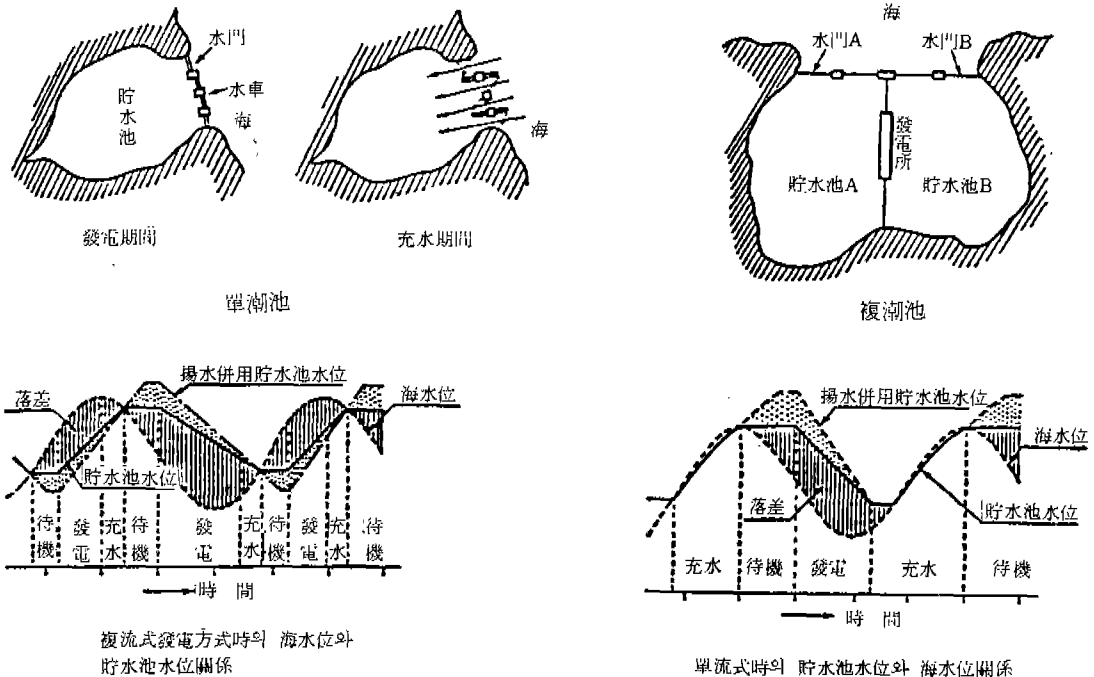 水門
水車
貯水池
海
發電期間
海
充水期間
單潮池
海
水門A
水門B
發電所
貯水池A
貯水池B
複潮池
揚水併用貯水池水位
落差
海水位
貯水池水位
待機
發電
充水
待機
發電
充水
待機
發電
充水
待機
時間
複流式發電方式時의 海水位와
貯水池水位關係
揚水併用貯水池水位
海水位
落差
貯水池水位
充水
待機
發電
充水
待機
時間
單流式時의 貯水池水位와 海水位關係